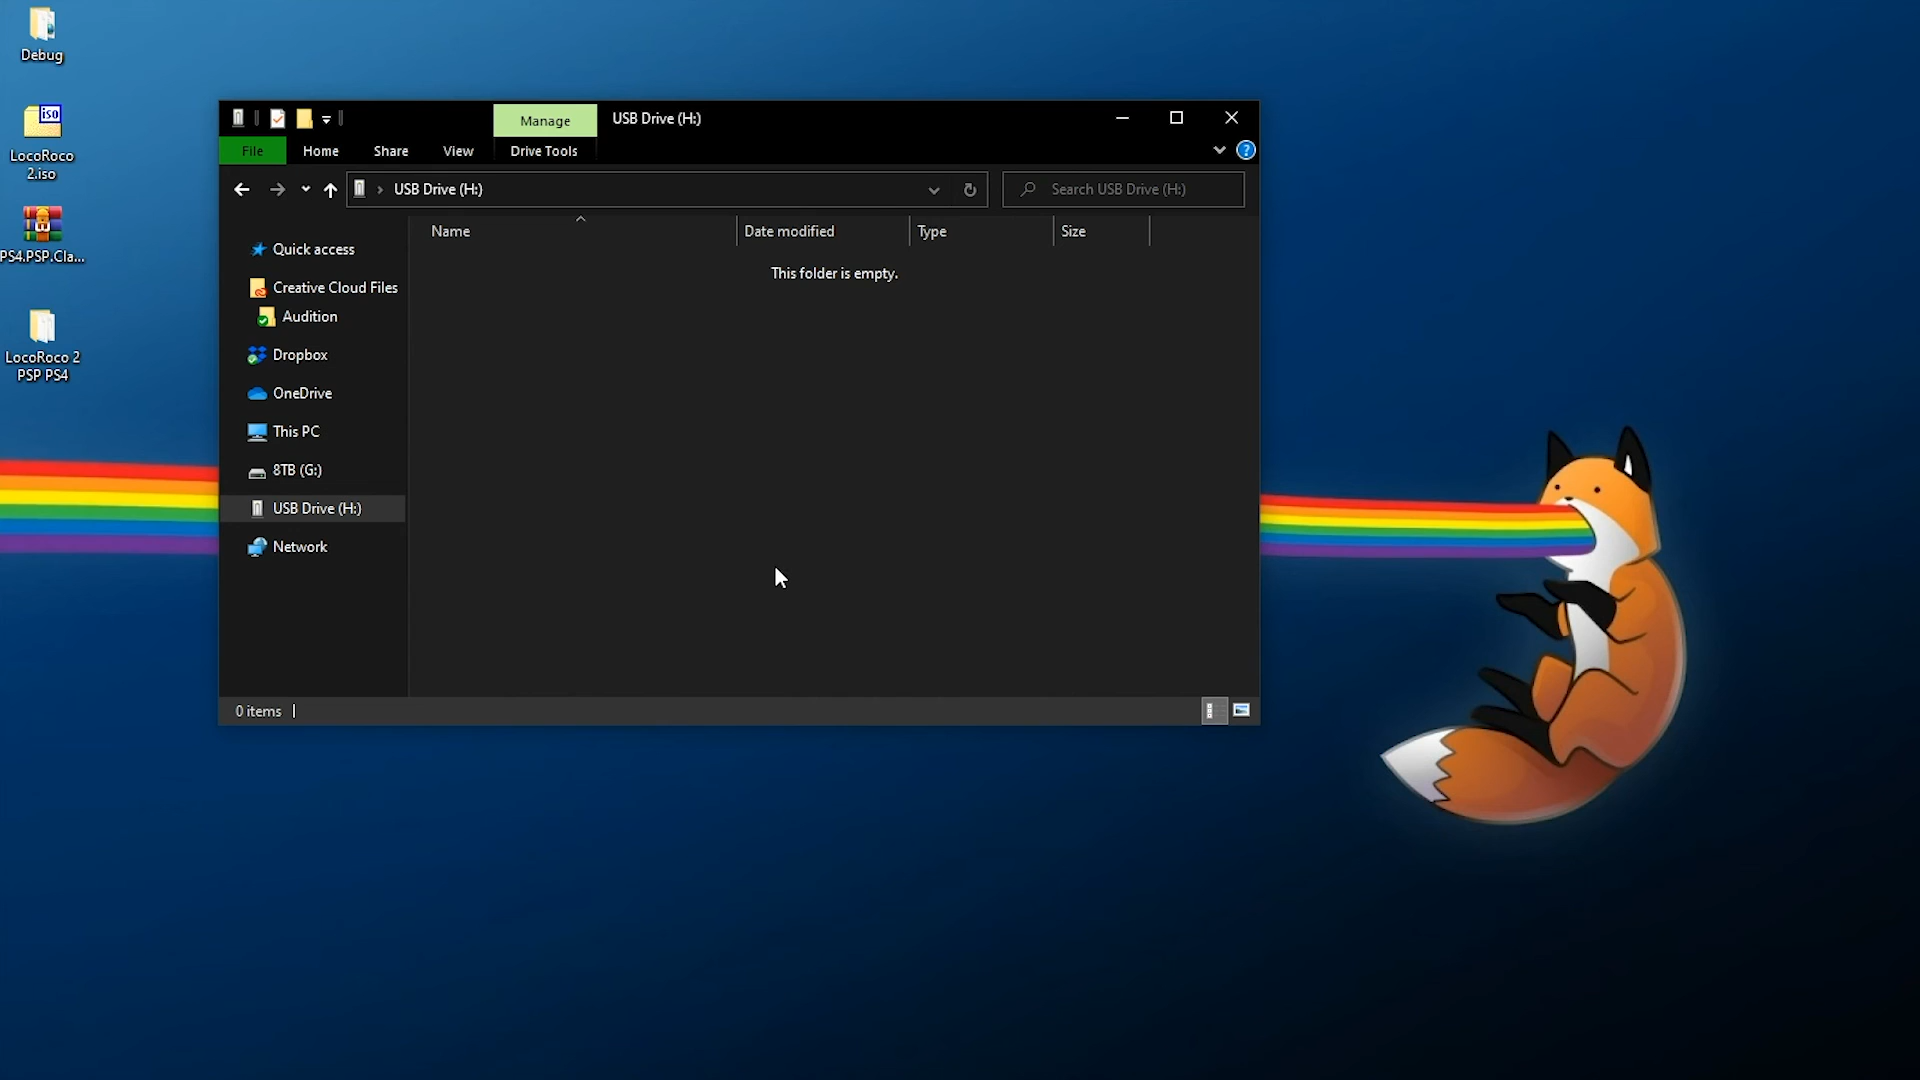 Debug
iso
LocoRoco
2.iso
PS4.PSP.Cla...
LocoRoco 2
PSP PS4
Manage
USB Drive (H:)
File
Home
Share
View
Drive Tools
?
USB Drive (H:)
Search USB Drive (H:)
Name
Date modified
Type
Size
This folder is empty.
Quick access
Creative Cloud Files
Audition
Dropbox
OneDrive
This PC
8TB (G:)
USB Drive (H:)
Network
0 items